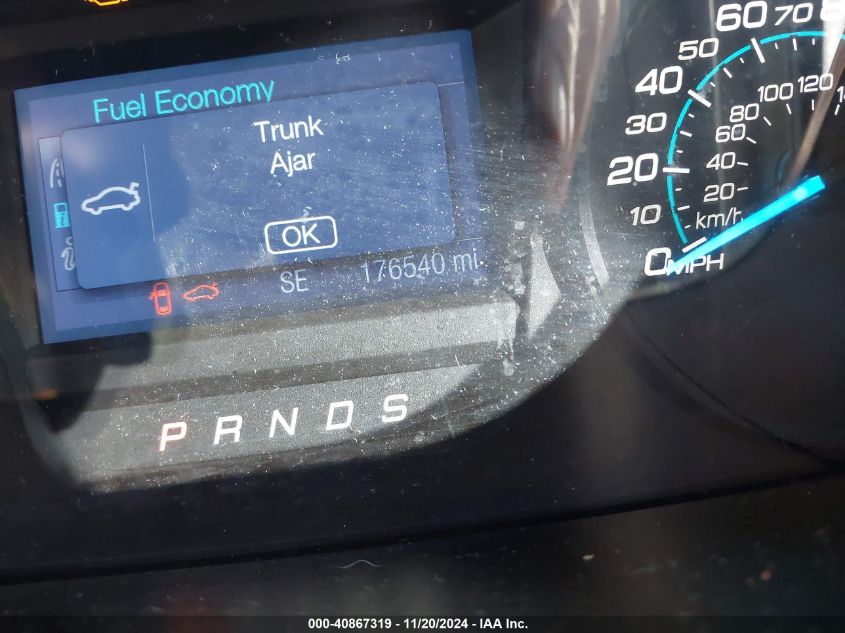 Fuel Economy
Trunk
Ajar
OK
SE 176540 mi
P R N D S
0 10 20 30 40 50 60 70
MPH
20 40 60 80 100 120
km/h
000-40867319 - 11/20/2024 - IAA Inc.